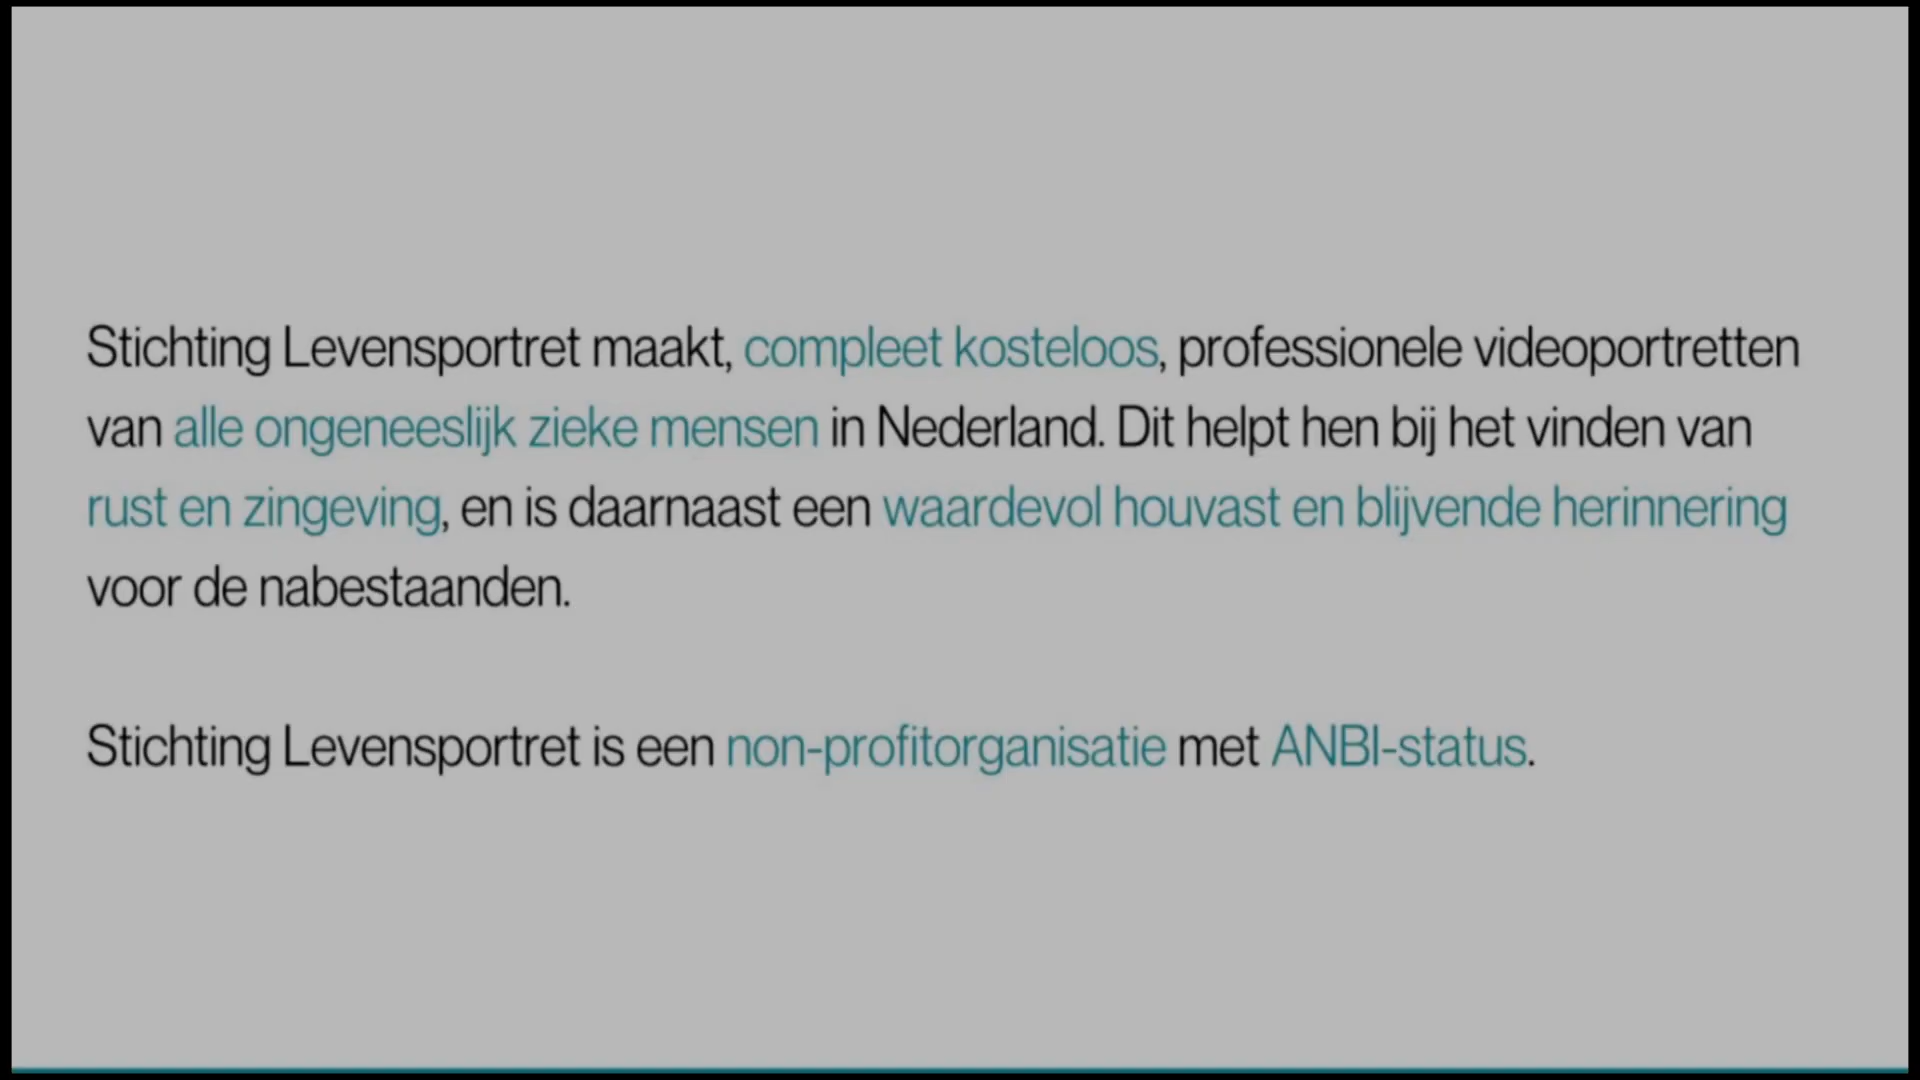 Stichting Levensportret maakt, compleet kosteloos, professionele videoportretten
van alle ongeneeslijk zieke mensen in Nederland. Dit helpt hen bij het vinden van
rust en zingeving, en is daarnaast een waardevol houvast en blijvende herinnering
voor de nabestaanden.
Stichting Levensportret is een non-profitorganisatie met ANBI-status.